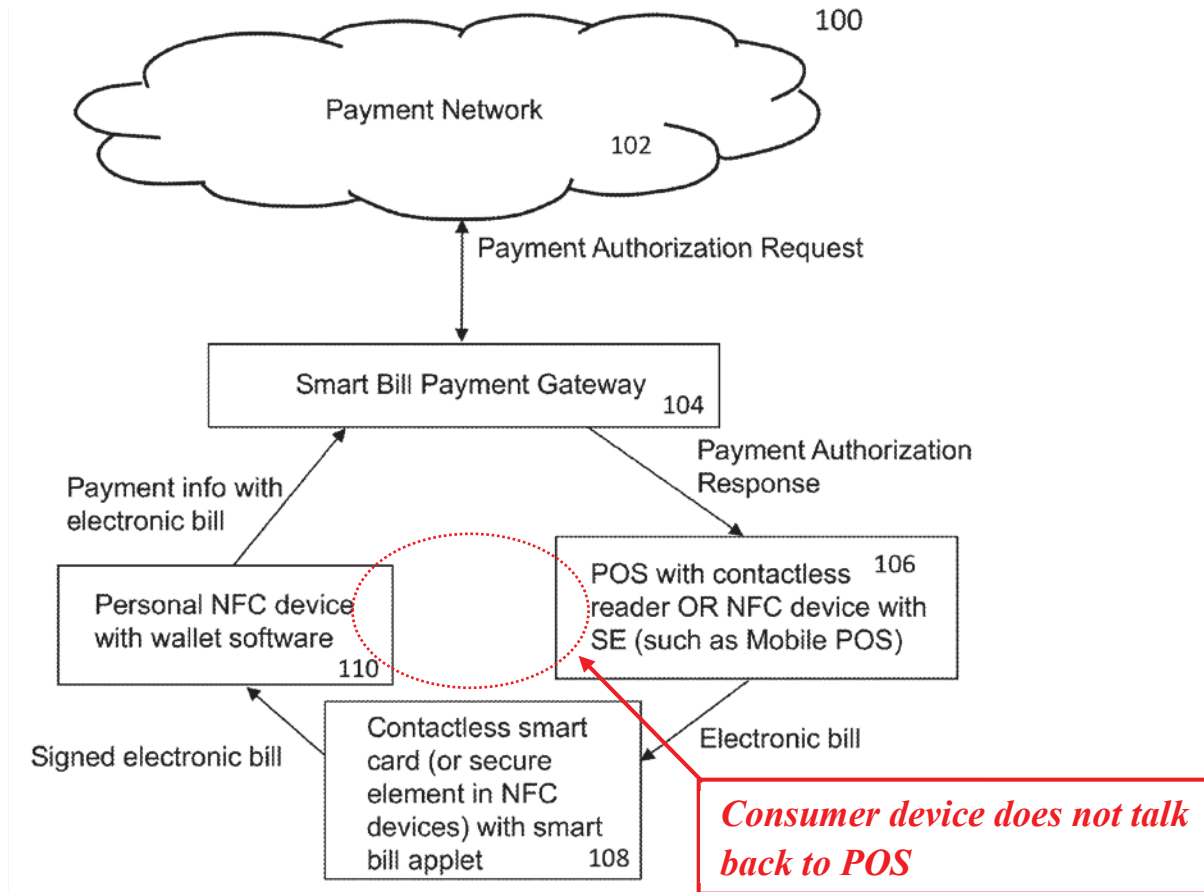 100
Payment Network
102
Payment Authorization Request
Smart Bill Payment Gateway
104
Payment Authorization
Response
Payment info with
electronic bill
Personal NFC device
with wallet software
110
POS with contactless
106
reader OR NFC device with
SE (such as Mobile POS)
Signed electronic bill
Contactless smart
card (or secure
element in NFC
devices) with smart
bill applet
108
Electronic bill
Consumer device does not talk
back to POS